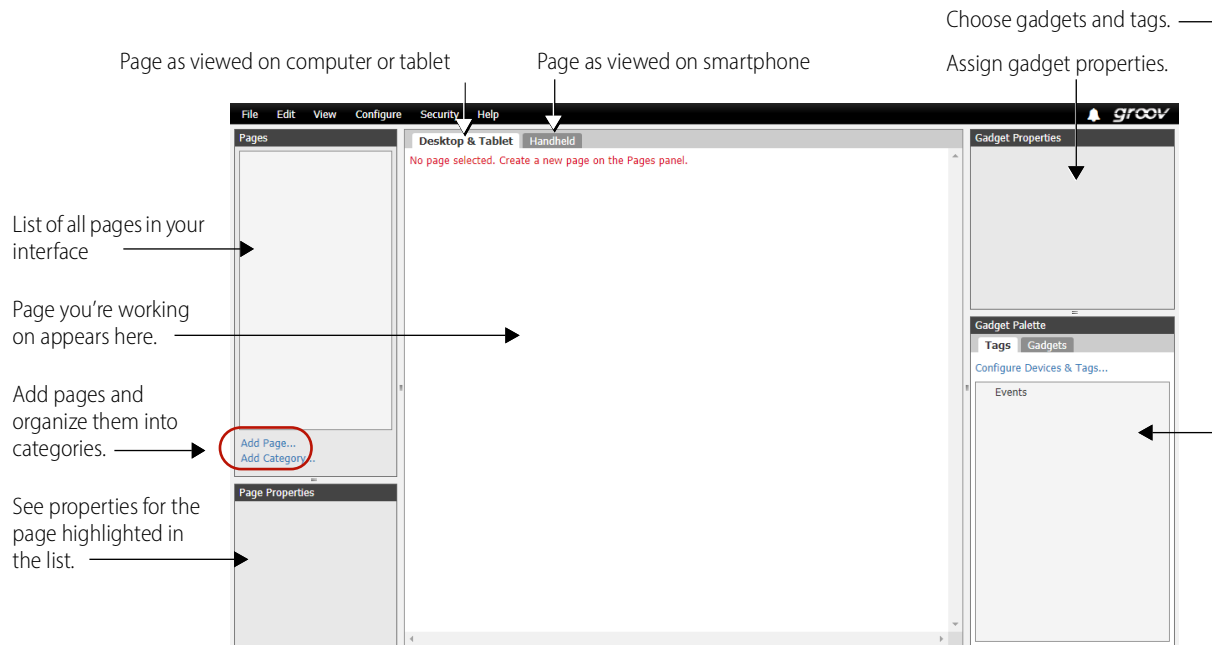 Choose gadgets and tags.
Page as viewed on computer or tablet
Page as viewed on smartphone
Assign gadget properties.
File Edit View Configure Security Help
groov
Pages
Desktop & Tablet Handheld
Gadget Properties
No page selected. Create a new page on the Pages panel.
List of all pages in your
interface
Page you're working
on appears here.
Gadget Palette
Tags Gadgets
Configure Devices & Tags...
Events
Add pages and
organize them into
categories.
Add Page...
Add Category...
Page Properties
See properties for the
page highlighted in
the list.